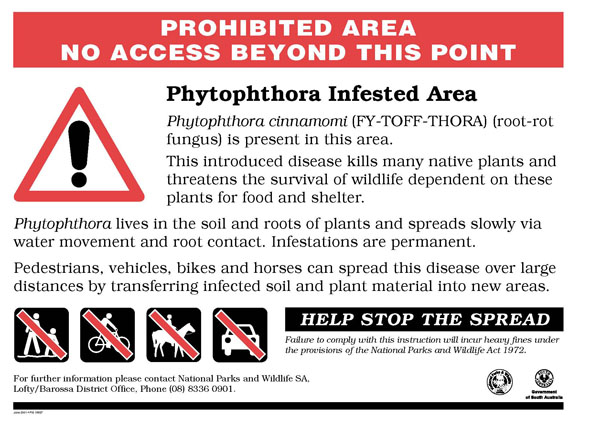 PROHIBITED AREA
NO ACCESS BEYOND THIS POINT
Phytophthora Infested Area
Phytophthora cinnamomi (FY-TOFF-THORA) (root-rot
fungus) is present in this area.
This introduced disease kills many native plants and
threatens the survival of wildlife dependent on these
plants for food and shelter.
Phytophthora lives in the soil and roots of plants and spreads slowly via
water movement and root contact. Infestations are permanent.
Pedestrians, vehicles, bikes and horses can spread this disease over large
distances by transferring infected soil and plant material into new areas.
HELP STOP THE SPREAD
Failure to comply with this instruction will incur heavy fines under
the provisions of the National Parks and Wildlife Act 1972.
For further information please contact National Parks and Wildlife SA,
Lofty/Barossa District Office, Phone (08) 8336 0901.
Government
of South Australia